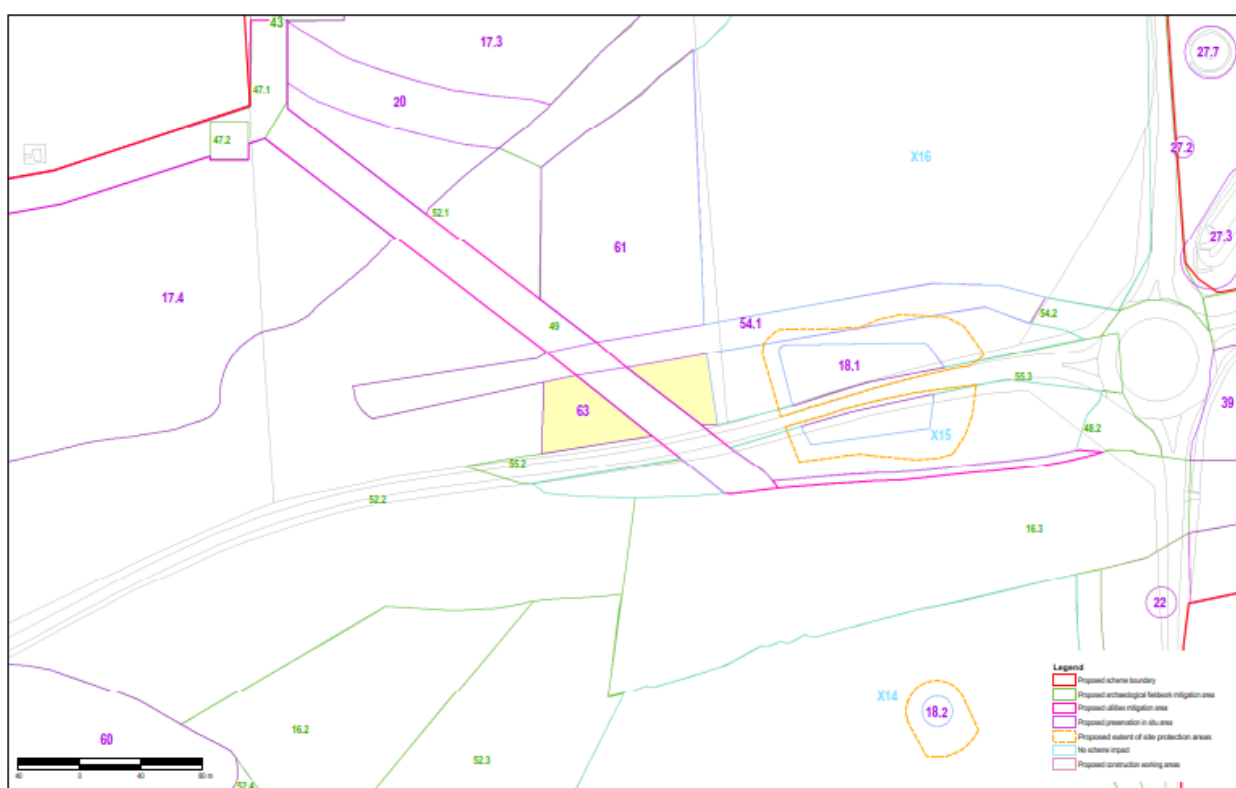 43
17.3
27.7
47.1
20
47.2
27.2
X16
52.1
27.3
61
17.4
49
54.1
54.2
18.1
55.3
63
39
X15
48.2
55.2
52.2
16.3
22
X14
18.2
60
16.2
52.3
52.4
40 0 40 80 m
Legend
Proposed scheme boundary
Proposed archaeological fieldwork mitigation area
Proposed utilities mitigation area
Proposed preservation in situ area
Proposed extent of site protection areas
No scheme impact
Proposed construction working areas